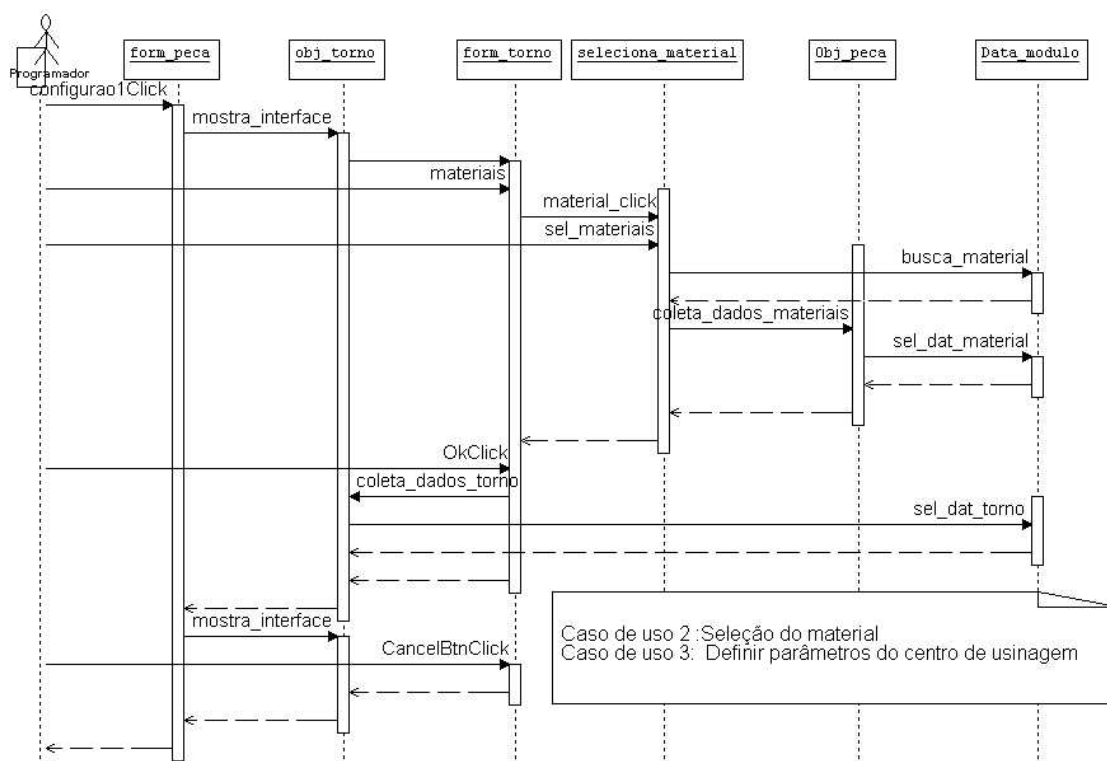 form_peca
obj_torno
form_torno
seleciona_material
Obj_peca
Data_modulo
Programador
configurao1Click
mostra_interface
materiais
material_click
sel_materiais
busca_material
coleta_dados_materiais
sel_dat_material
OkClick
coleta_dados_torno
sel_dat_torno
mostra_interface
CancelBtnClick
Caso de uso 2 :Seleção do material
Caso de uso 3: Definir parâmetros do centro de usinagem